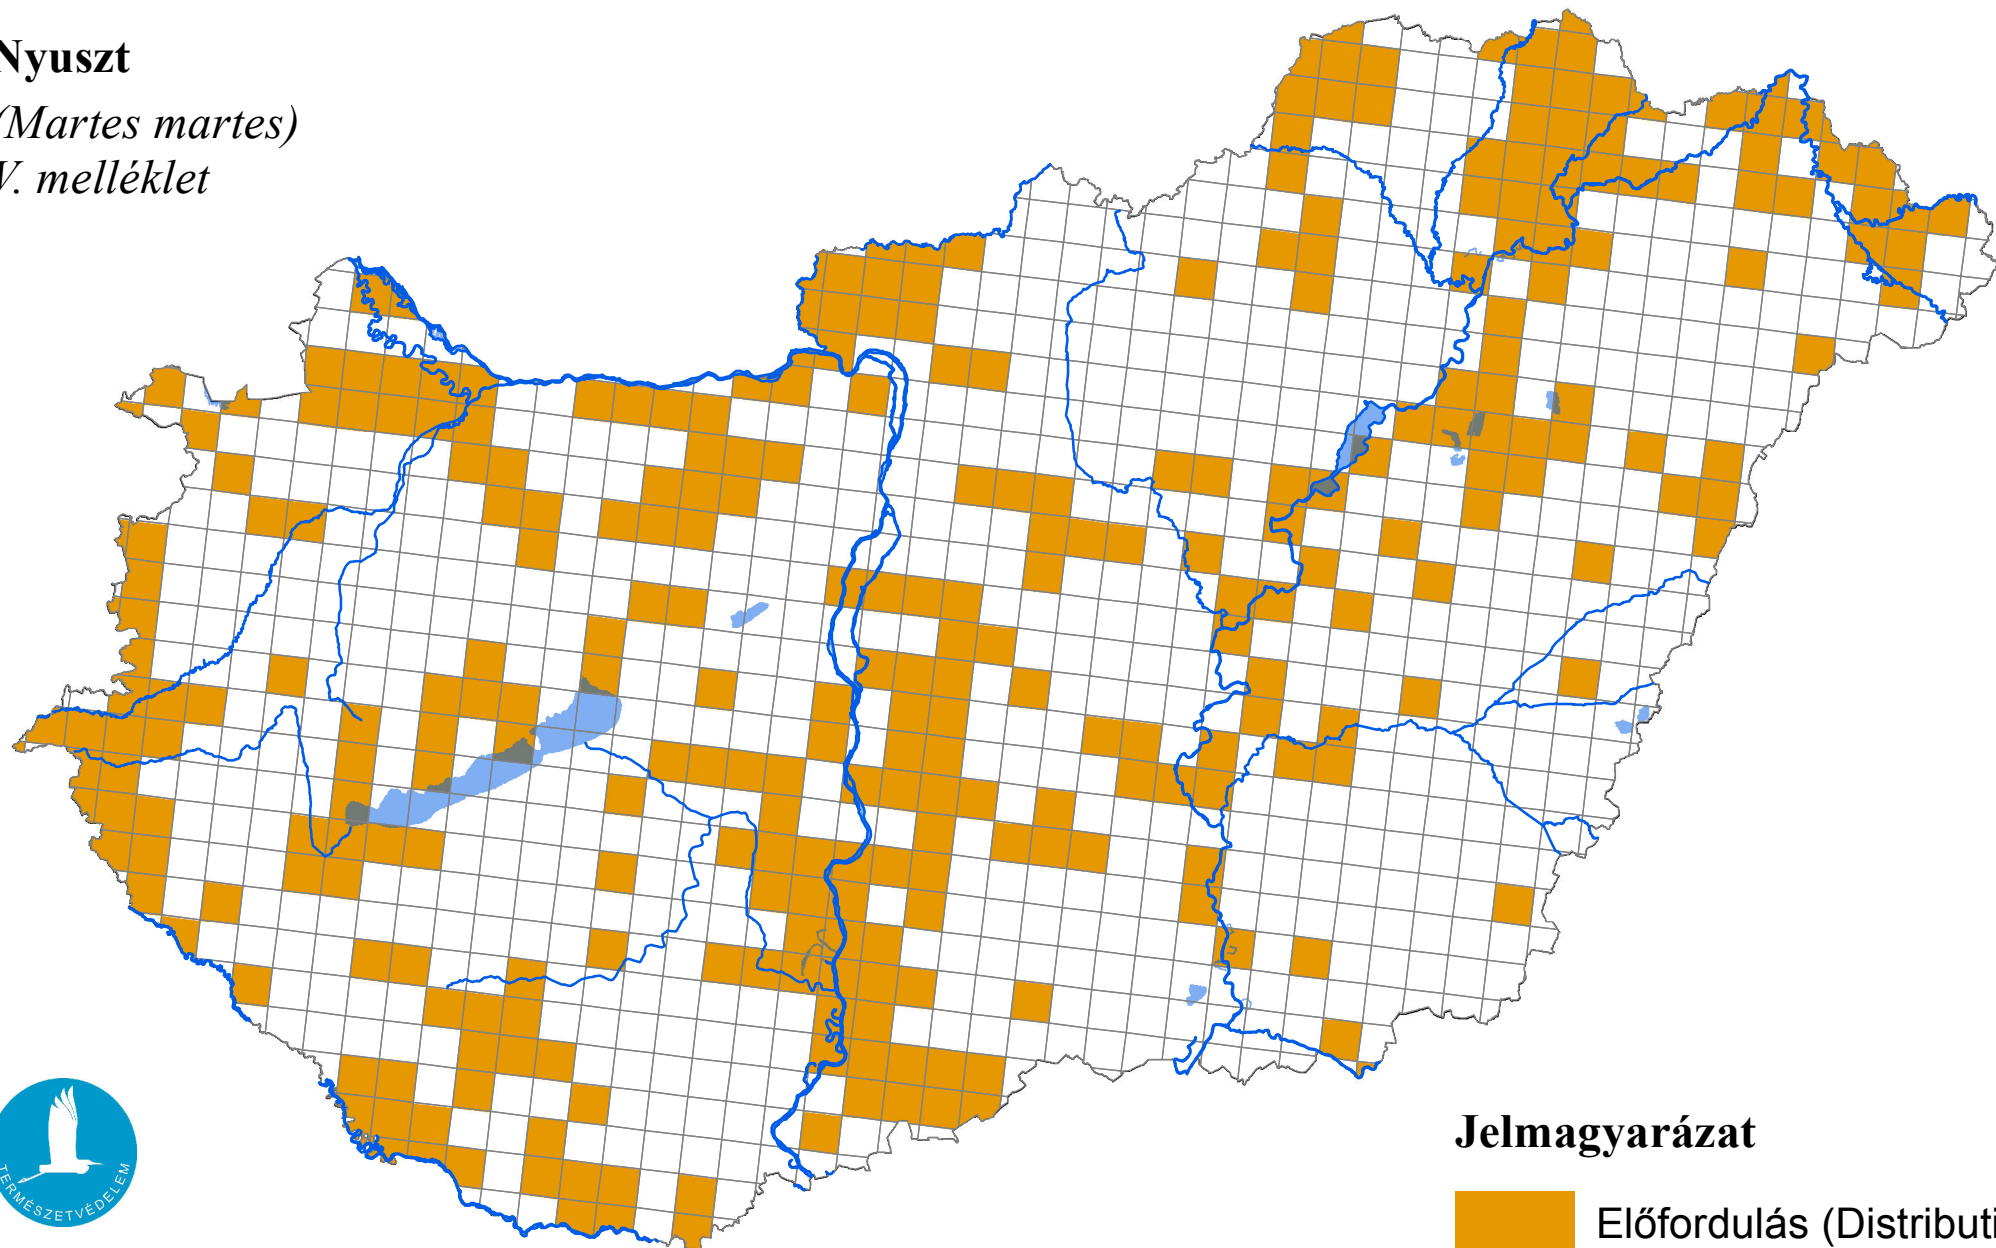 Nyuszt
(Martes martes)
V. melléklet
TERMÉSZETVÉDELEM
Jelmagyarázat
Előfordulás (Distributi